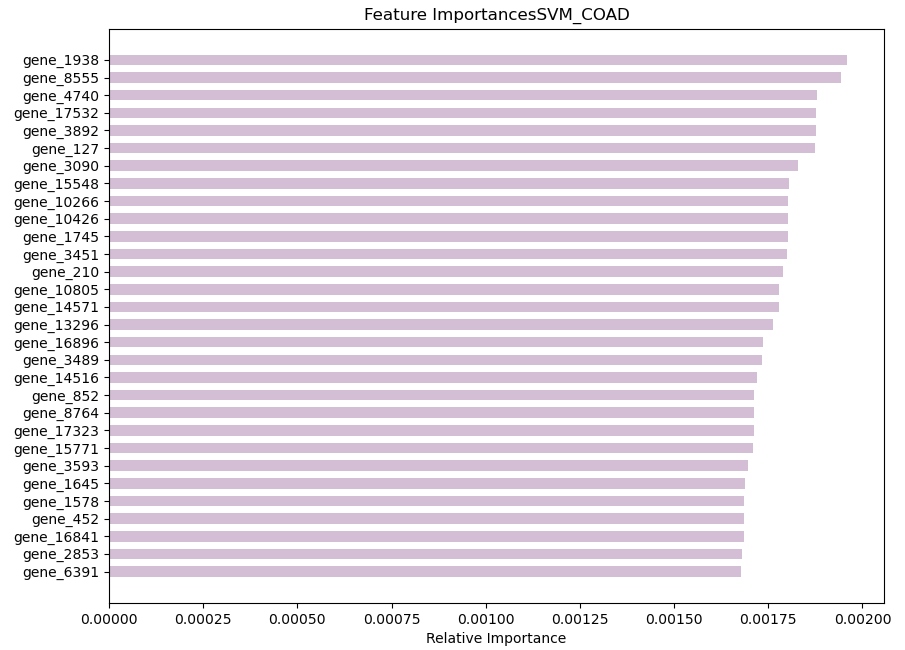 Feature ImportancesSVM_COAD
gene_1938
gene_8555
gene_4740
gene_17532
gene_3892
gene_127
gene_3090
gene_15548
gene_10266
gene_10426
gene_1745
gene_3451
gene_210
gene_10805
gene_14571
gene_13296
gene_16896
gene_3489
gene_14516
gene_852
gene_8764
gene_17323
gene_15771
gene_3593
gene_1645
gene_1578
gene_452
gene_16841
gene_2853
gene_6391
0.00000 0.00025 0.00050 0.00075 0.00100 0.00125 0.00150 0.00175 0.00200
Relative Importance